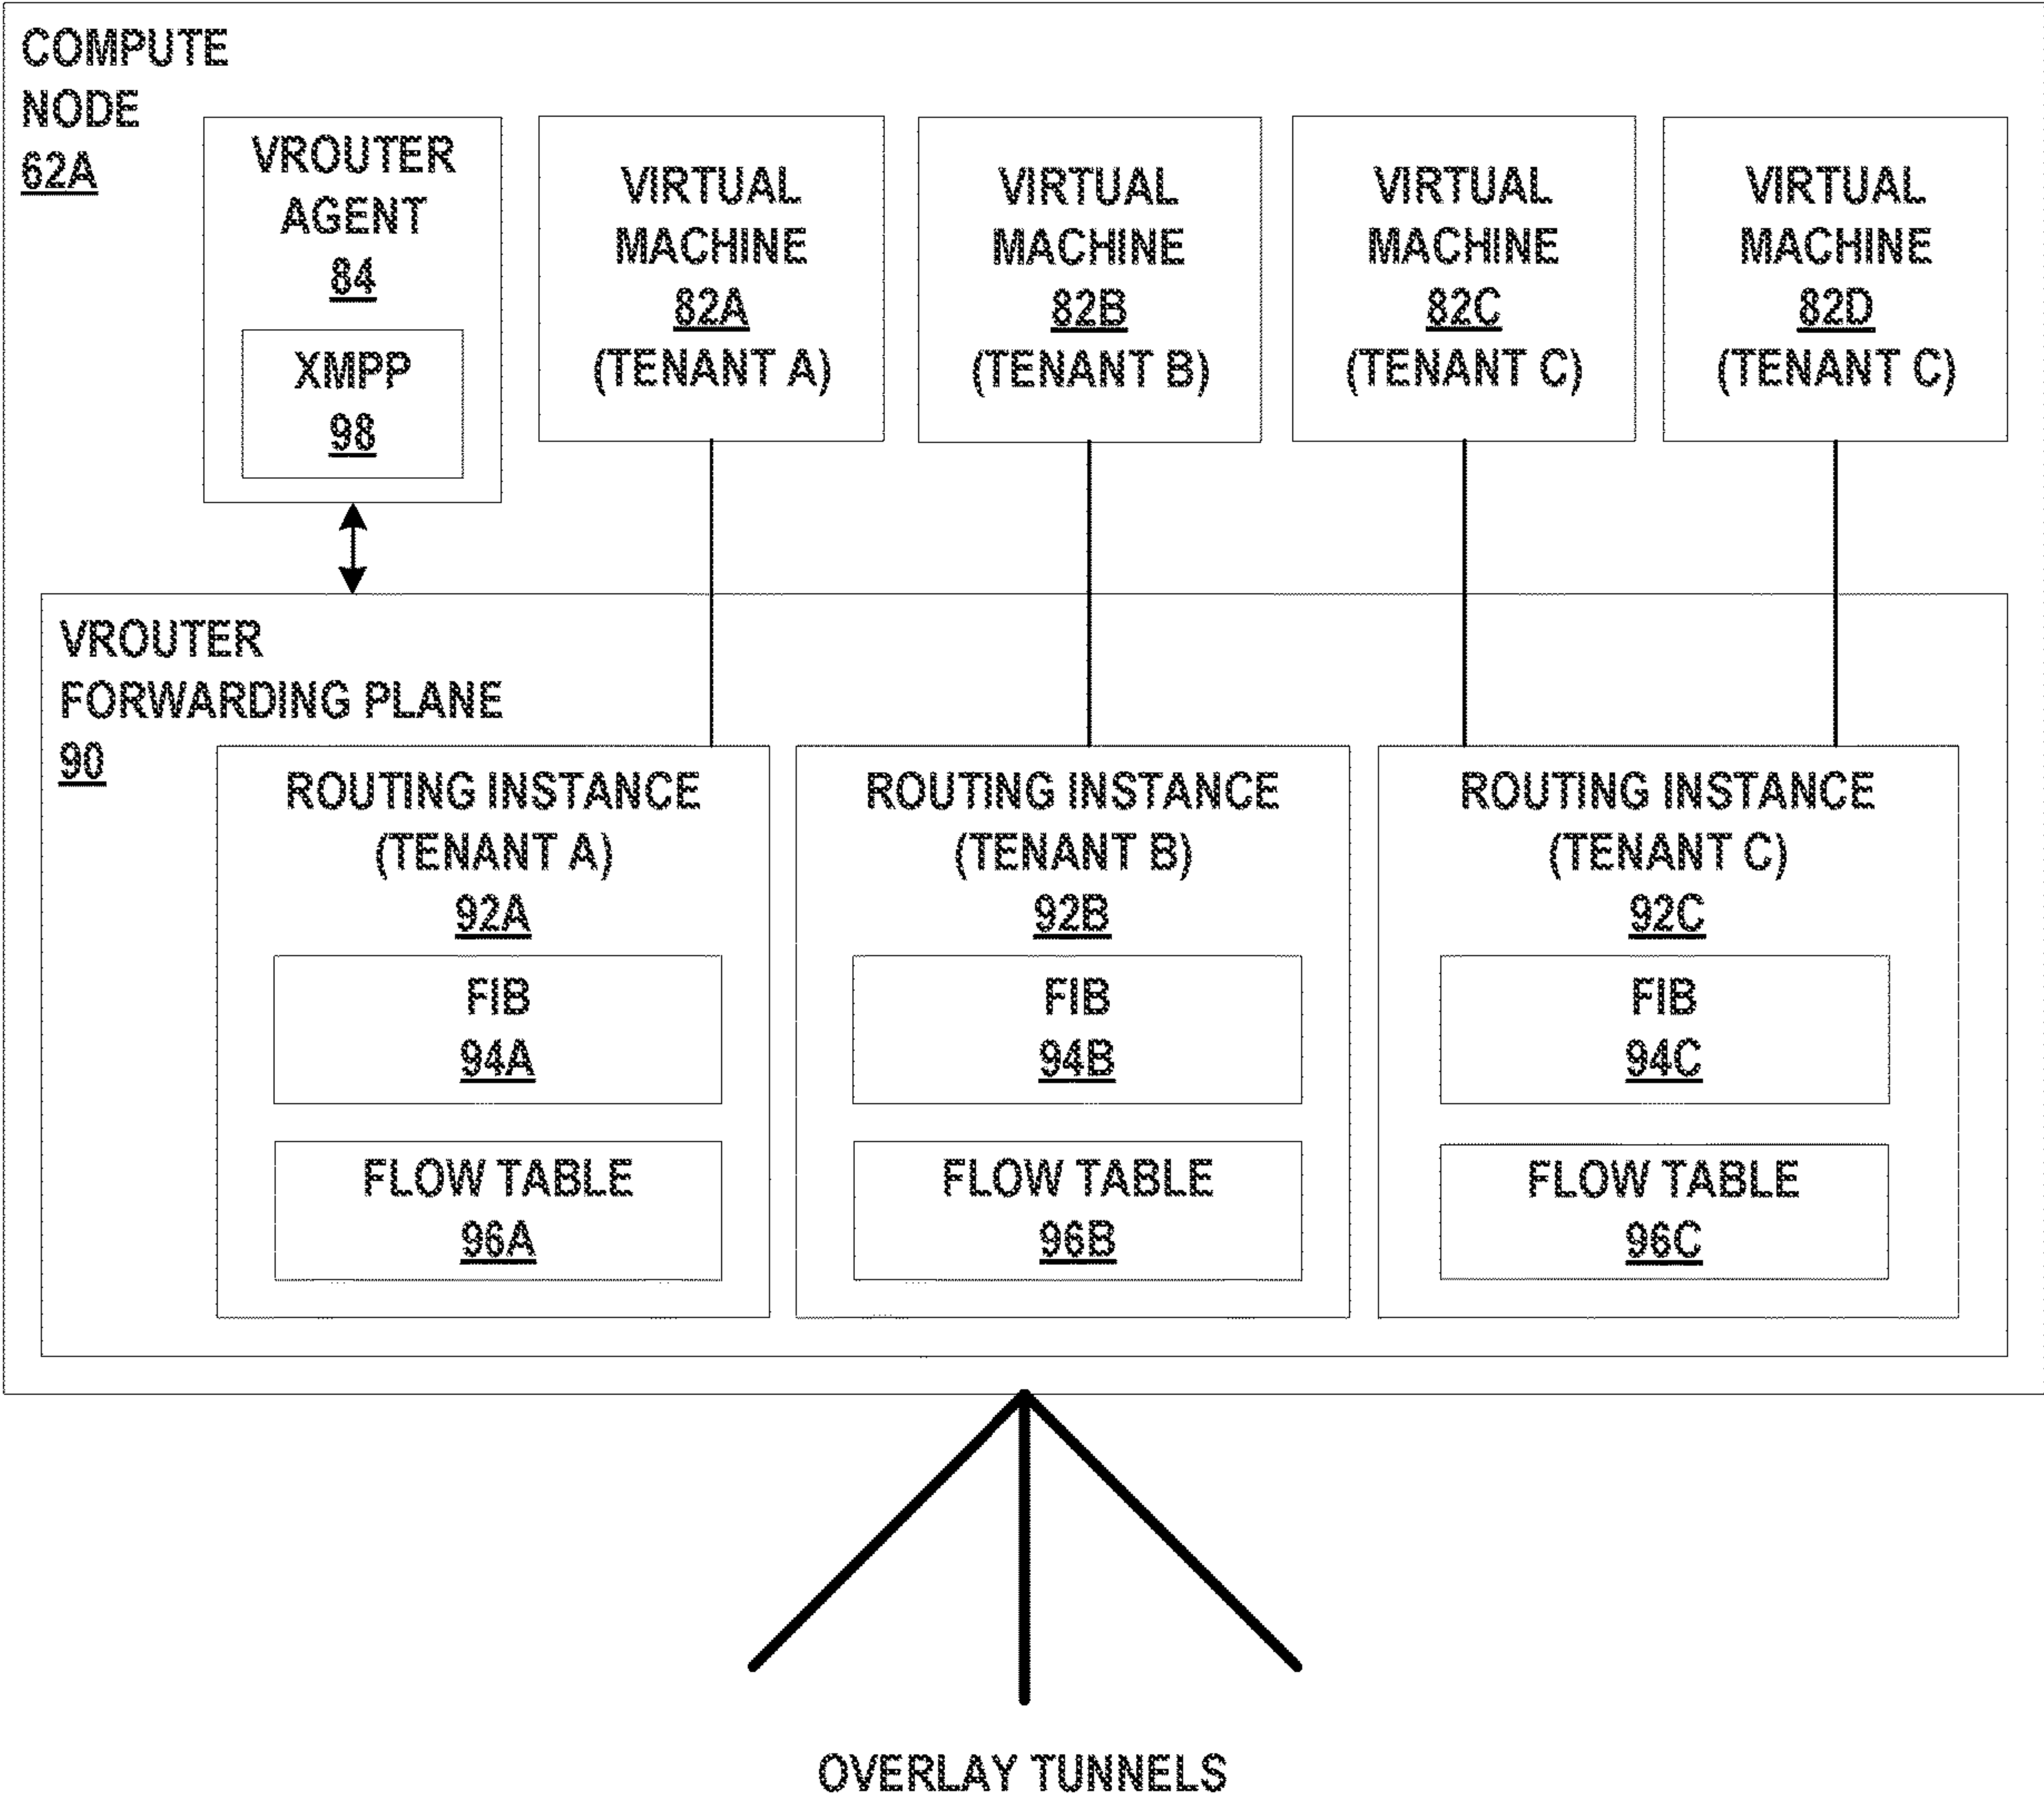 COMPUTE
NODE
62A
VROUTER
AGENT
84
XMPP
98
VIRTUAL
MACHINE
82A
(TENANT A)
VIRTUAL
MACHINE
82B
(TENANT B)
VIRTUAL
MACHINE
82C
(TENANT C)
VIRTUAL
MACHINE
82D
(TENANT C)
VROUTER
FORWARDING PLANE
90
ROUTING INSTANCE
(TENANT A)
92A
FIB
94A
FLOW TABLE
96A
ROUTING INSTANCE
(TENANT B)
92B
FIB
94B
FLOW TABLE
96B
ROUTING INSTANCE
(TENANT C)
92C
FIB
94C
FLOW TABLE
96C
OVERLAY TUNNELS